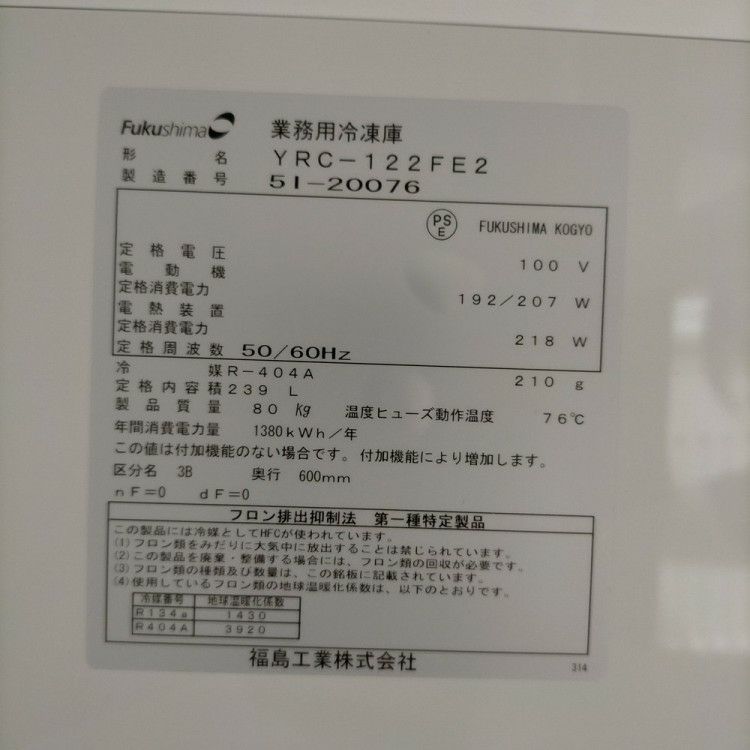 Fukushima 業務用冷凍庫
形名 YRC-122FE2
製造番号 51-20076
PSE FUKUSHIMA KOGYO
定格電圧 100 V
電動機
定格消費電力 192/207 W
電熱装置
定格消費電力 218 W
定格周波数 50/60Hz
冷媒 R-404A 210 g
定格内容積 239 L
製品質量 80 Kg 温度ヒューズ動作温度 76℃
年間消費電力量 1380kWh/年
この値は付加機能のない場合です。付加機能により増加します。
区分名 3B 奥行 600mm
nF=0 dF=0
フロン排出抑制法 第一種特定製品
この製品には冷媒としてHFCが使われています。
(1)フロン類をみだりに大気中に放出することは禁じられています。
(2)この製品を廃棄・整備する場合には、フロン類の回収が必要です。
(3)フロン類の種類及び数量は、この銘板に記載されています。
(4)使用しているフロン類の地球温暖化係数は、以下のとおりです。
冷媒番号 地球温暖化係数
R134a 1430
R404A 3920
福島工業株式会社
314